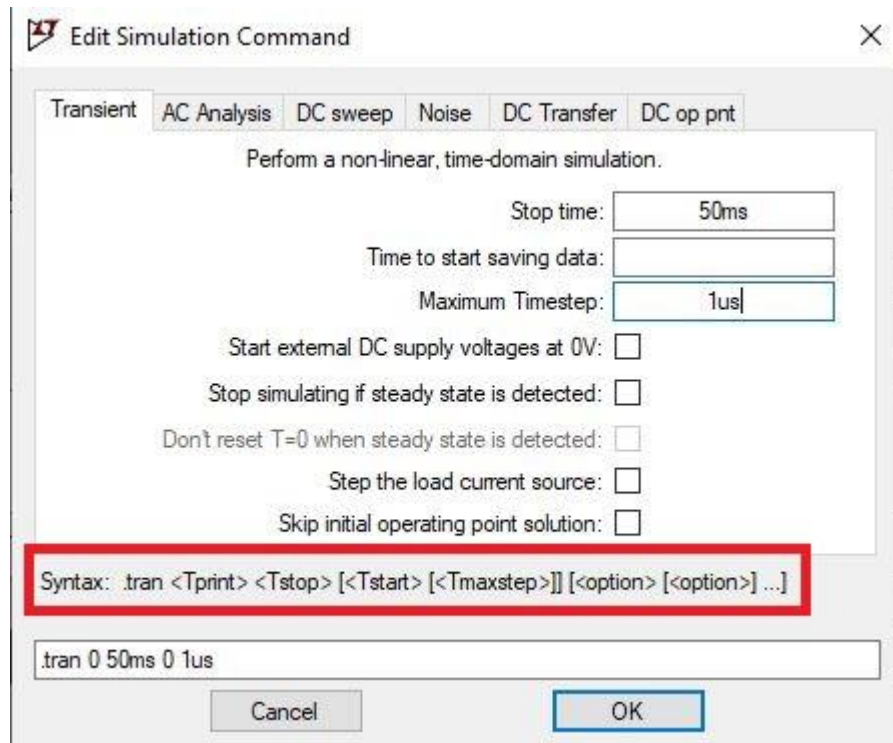 Edit Simulation Command
Transient AC Analysis DC sweep Noise DC Transfer DC op pnt
Perform a non-linear, time-domain simulation.
Stop time: 50ms
Time to start saving data:
Maximum Timestep: 1us
Start external DC supply voltages at 0V:
Stop simulating if steady state is detected:
Don't reset T=0 when steady state is detected:
Step the load current source:
Skip initial operating point solution:
Syntax: .tran <Tprint> <Tstop> [<Tstart> [<Tmaxstep>]] [<option> [<option>] ...]
.tran 0 50ms 0 1us
Cancel OK